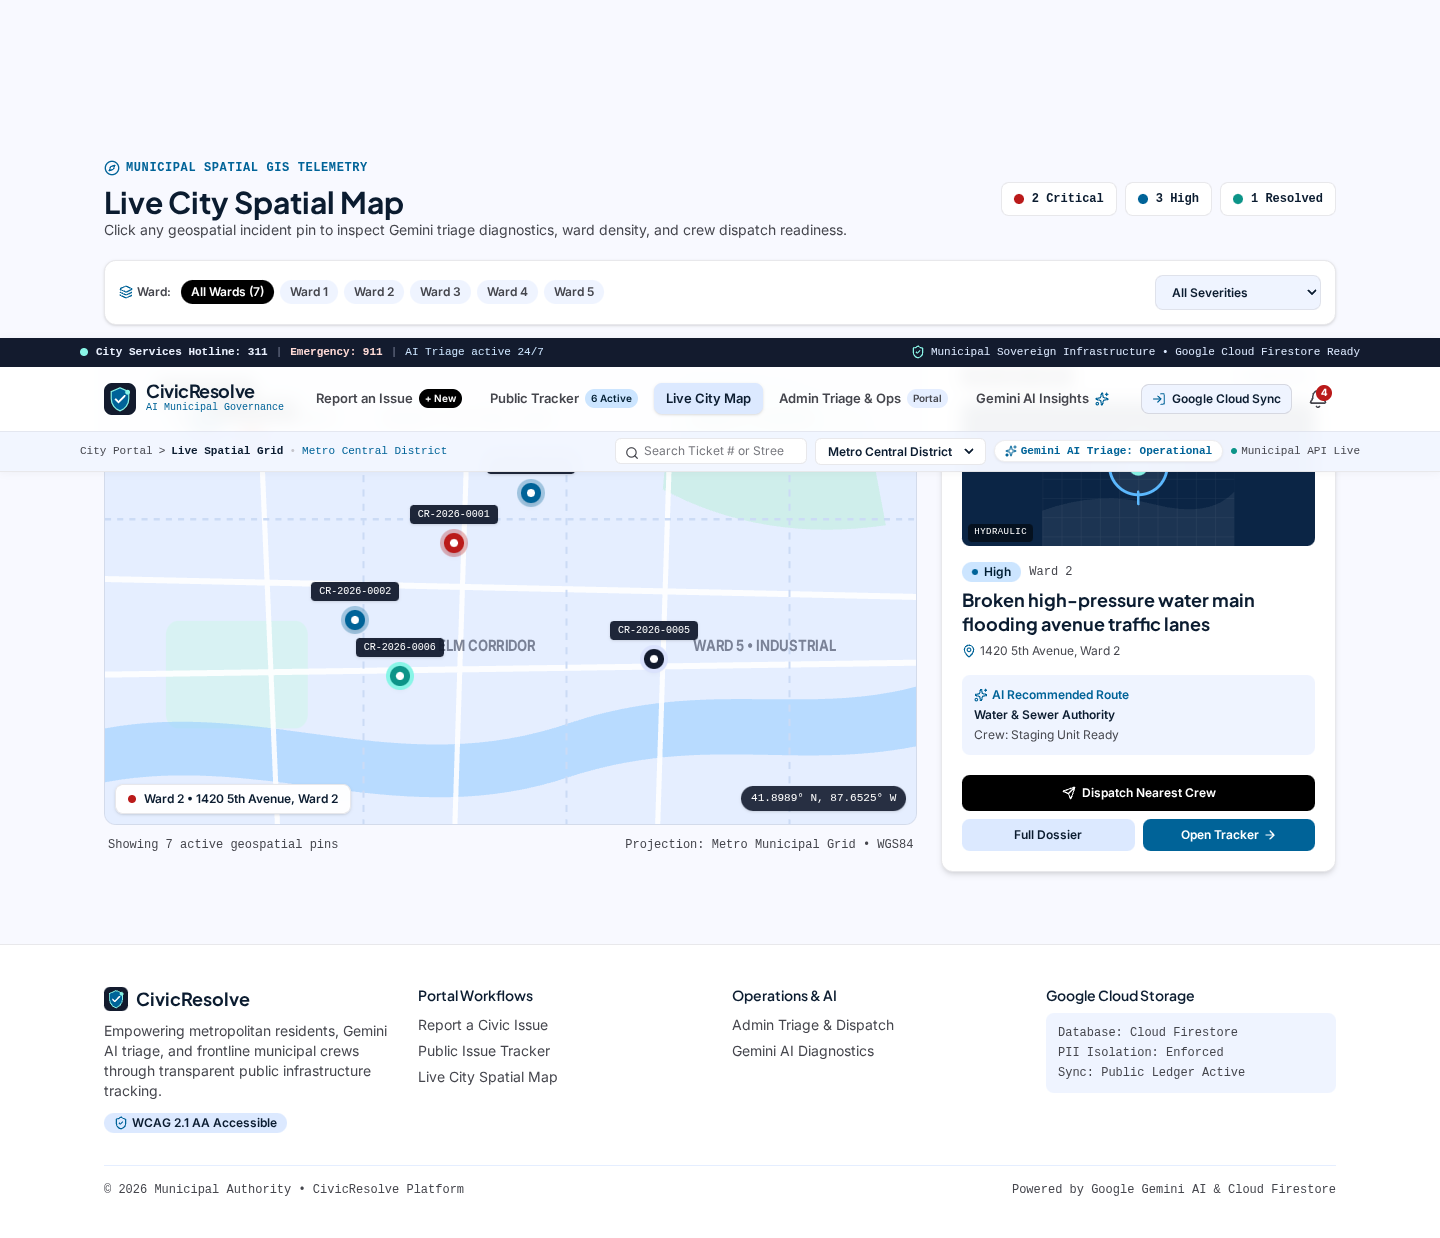 MUNICIPAL SPATIAL GIS TELEMETRY
Live City Spatial Map
Click any geospatial incident pin to inspect Gemini triage diagnostics, ward density, and crew dispatch readiness.
2 Critical
3 High
1 Resolved
Ward:
All Wards (7)
Ward 1
Ward 2
Ward 3
Ward 4
Ward 5
All Severities
City Services Hotline: 311 | Emergency: 911 | AI Triage active 24/7
Municipal Sovereign Infrastructure • Google Cloud Firestore Ready
CivicResolve
AI Municipal Governance
Report an Issue + New
Public Tracker 6 Active
Live City Map
Admin Triage & Ops Portal
Gemini AI Insights
Google Cloud Sync
4
City Portal > Live Spatial Grid • Metro Central District
Search Ticket # or Stree
Metro Central District
Gemini AI Triage: Operational
Municipal API Live
CR-2026-0001
CR-2026-0002
CR-2026-0006
ELM CORRIDOR
CR-2026-0005
WARD 5 • INDUSTRIAL
Ward 2 • 1420 5th Avenue, Ward 2
41.8989° N, 87.6525° W
Showing 7 active geospatial pins
Projection: Metro Municipal Grid • WGS84
HYDRAULIC
High
Ward 2
Broken high-pressure water main
flooding avenue traffic lanes
1420 5th Avenue, Ward 2
AI Recommended Route
Water & Sewer Authority
Crew: Staging Unit Ready
Dispatch Nearest Crew
Full Dossier
Open Tracker
CivicResolve
Empowering metropolitan residents, Gemini
AI triage, and frontline municipal crews
through transparent public infrastructure
tracking.
WCAG 2.1 AA Accessible
Portal Workflows
Report a Civic Issue
Public Issue Tracker
Live City Spatial Map
Operations & AI
Admin Triage & Dispatch
Gemini AI Diagnostics
Google Cloud Storage
Database: Cloud Firestore
PII Isolation: Enforced
Sync: Public Ledger Active
© 2026 Municipal Authority • CivicResolve Platform
Powered by Google Gemini AI & Cloud Firestore